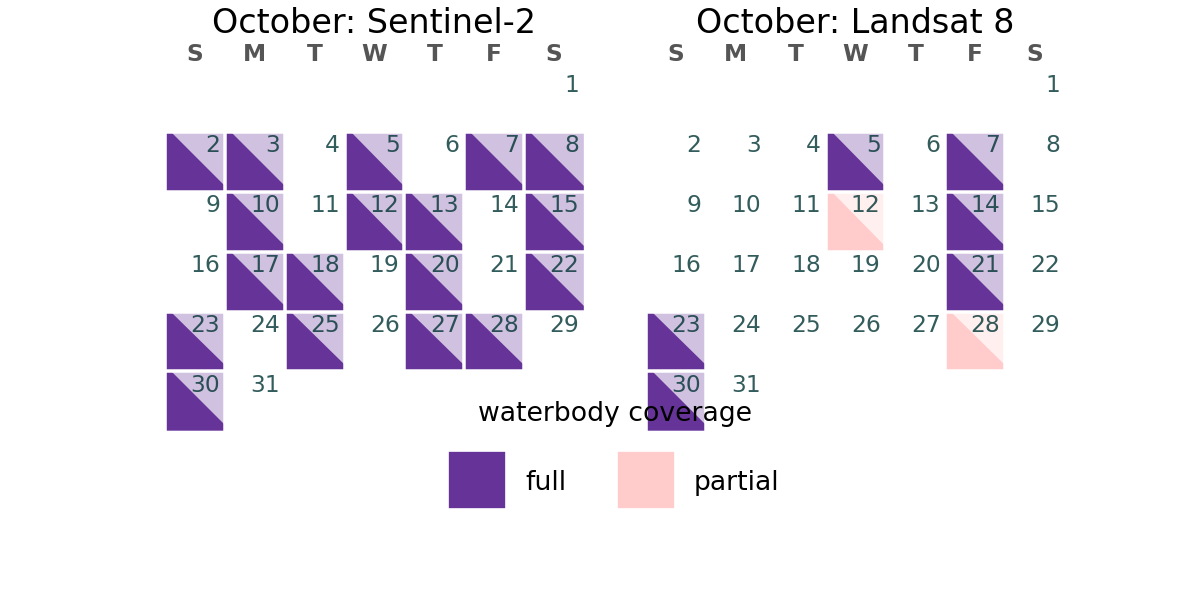 October: Sentinel-2
S M T W T F S
1
2 3 4 5 6 7 8
9 10 11 12 13 14 15
16 17 18 19 20 21 22
23 24 25 26 27 28 29
30 31
October: Landsat 8
S M T W T F S
1
2 3 4 5 6 7 8
9 10 11 12 13 14 15
16 17 18 19 20 21 22
23 24 25 26 27 28 29
30 31
waterbody coverage
full partial